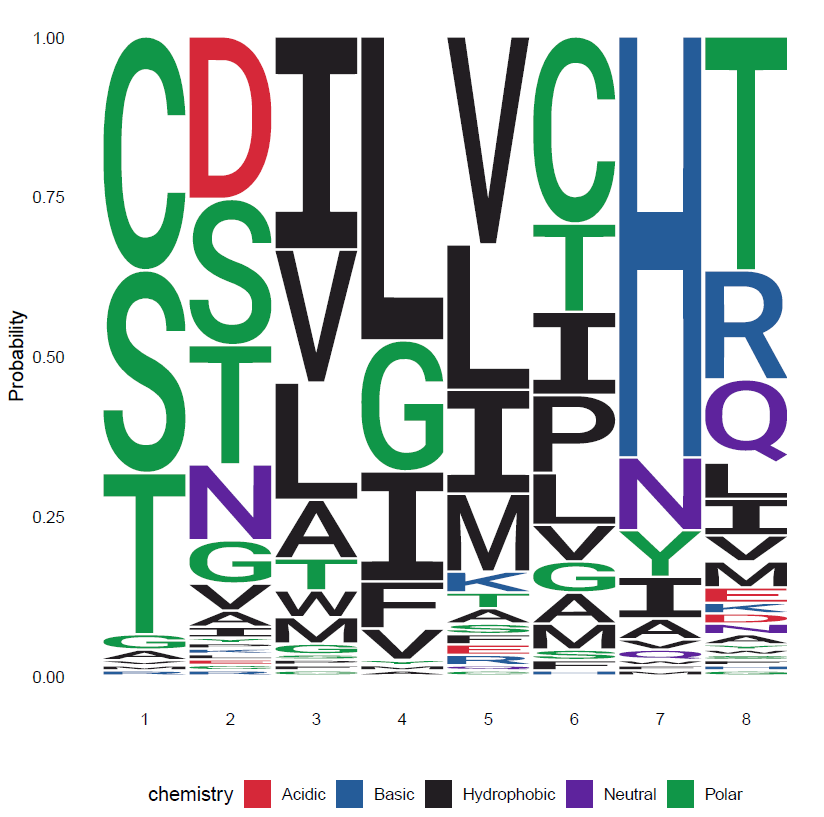 1.00
0.75
0.50
0.25
0.00
Probability
C S T G A
D S T N G V A I
I V L A T W M G S
L G I F V
V L I M K T A S F E R
C T I P L V G A M S F
H N Y I A Q V M
T R Q L I V M E K D N A
1 2 3 4 5 6 7 8
chemistry Acidic Basic Hydrophobic Neutral Polar